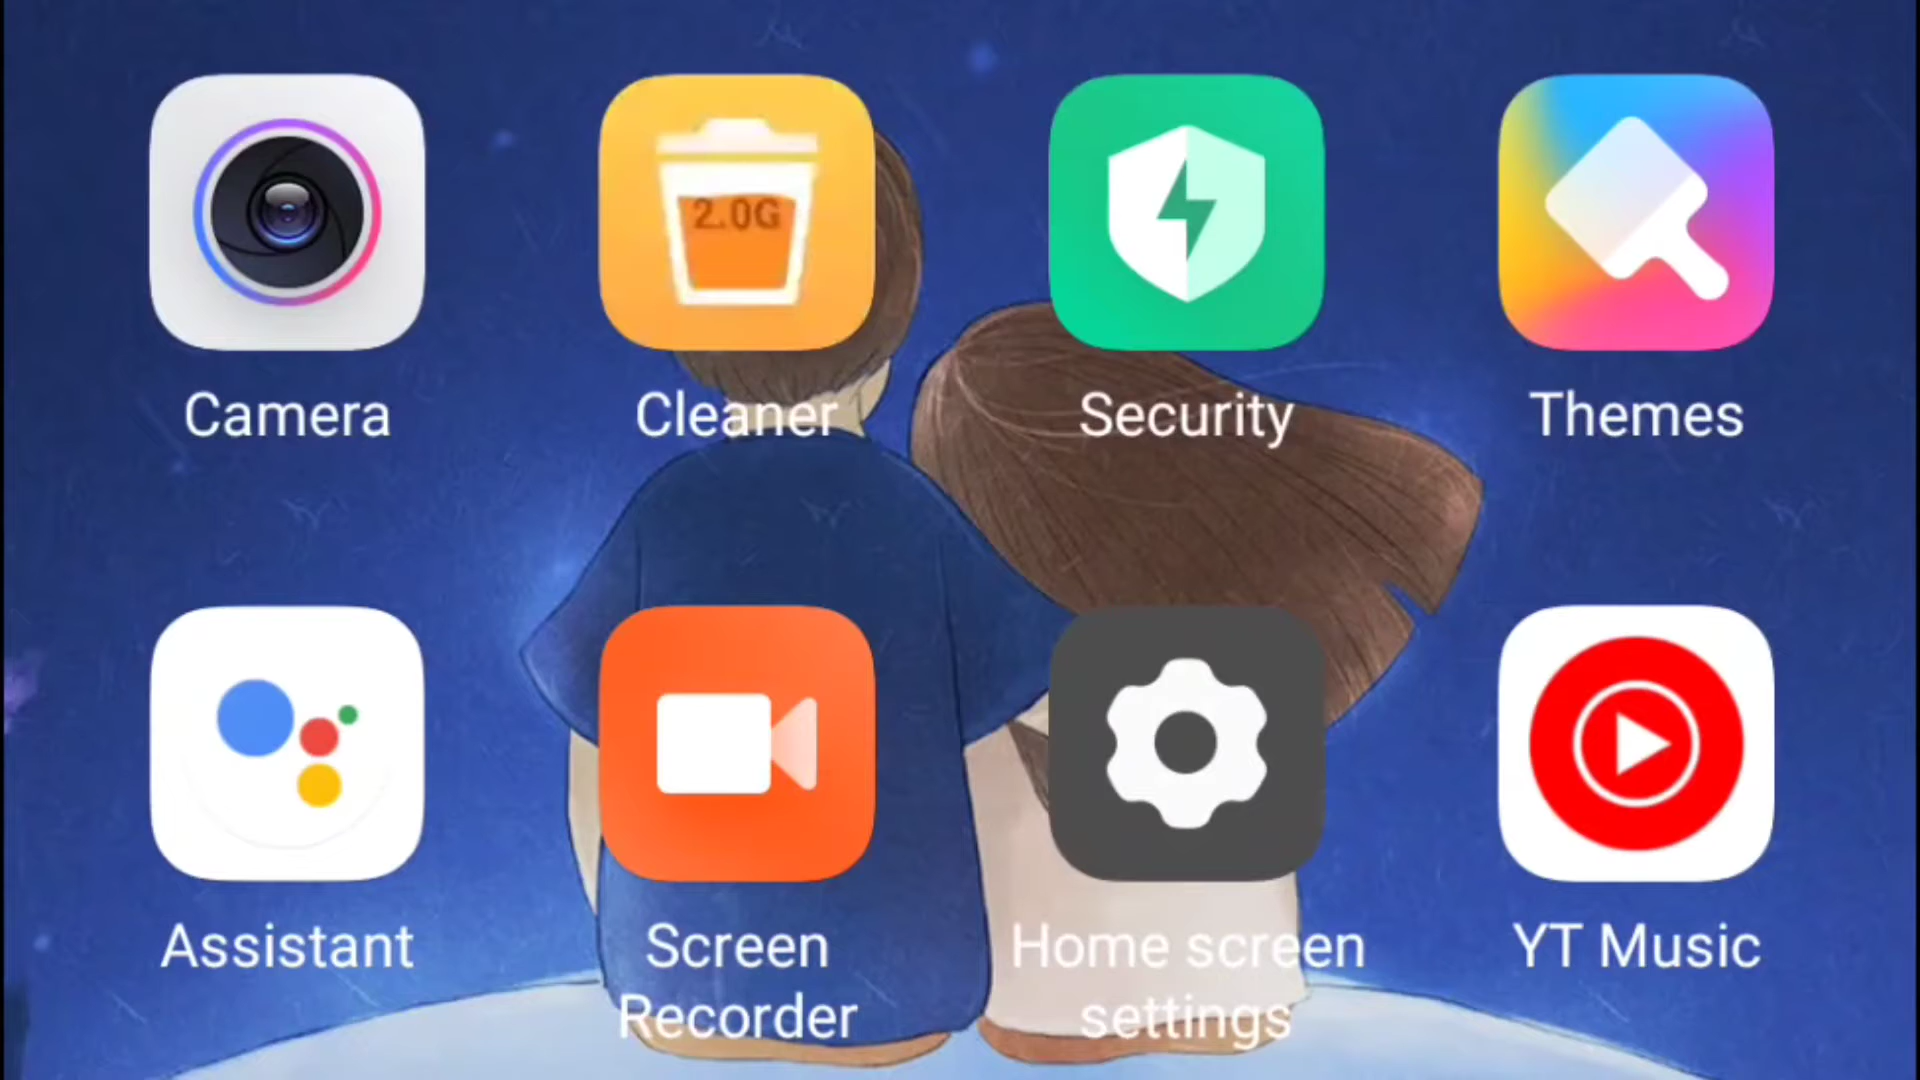 2.0G
Camera
Cleaner
Security
Themes
Assistant
Screen
Recorder
Home screen
settings
YT Music